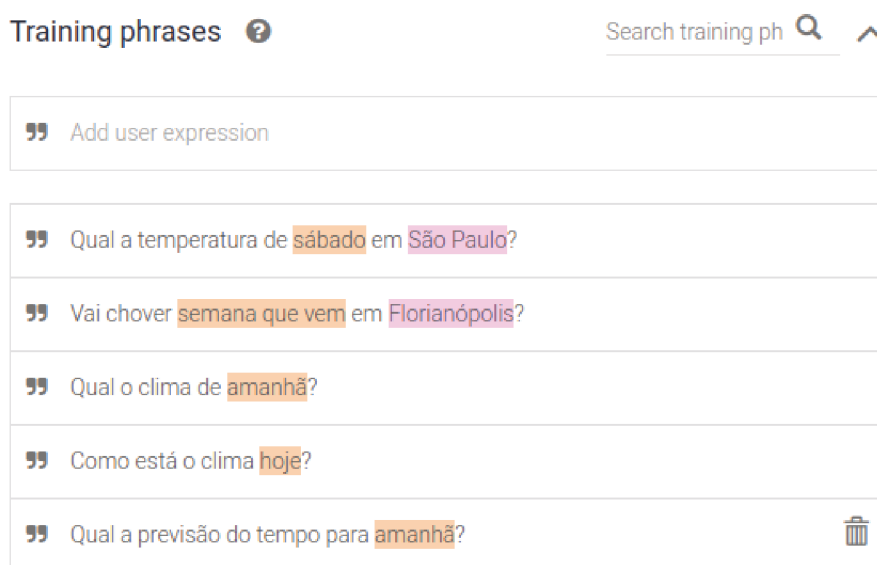 Training phrases
Search training ph
Add user expression
Qual a temperatura de sábado em São Paulo?
Vai chover semana que vem em Florianópolis?
Qual o clima de amanhã?
Como está o clima hoje?
Qual a previsão do tempo para amanhã?